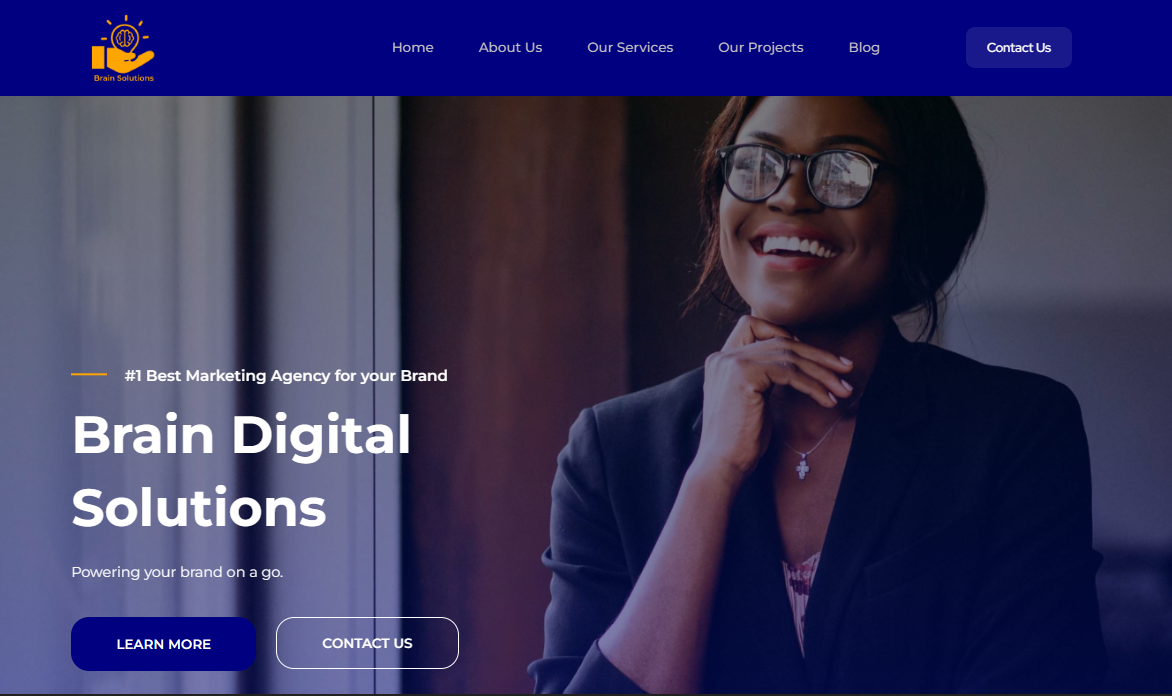 Brain Solutions
Home About Us Our Services Our Projects Blog Contact Us
#1 Best Marketing Agency for your Brand
Brain Digital
Solutions
Powering your brand on a go.
LEARN MORE CONTACT US